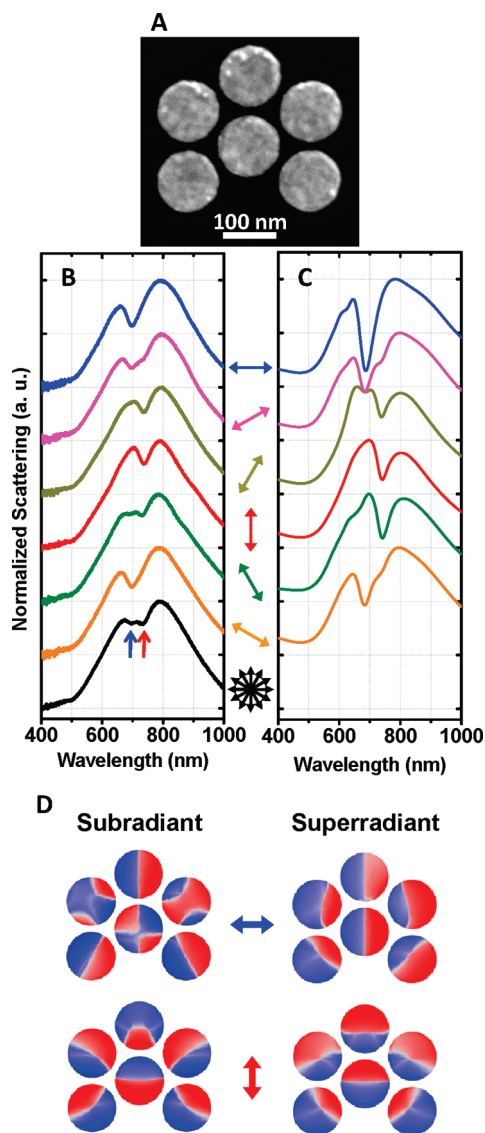 A
100 nm
B
C
Normalized Scattering (a. u.)
400 600 800 1000
400 600 800 1000
Wavelength (nm)
Wavelength (nm)
D
Subradiant
Superradiant